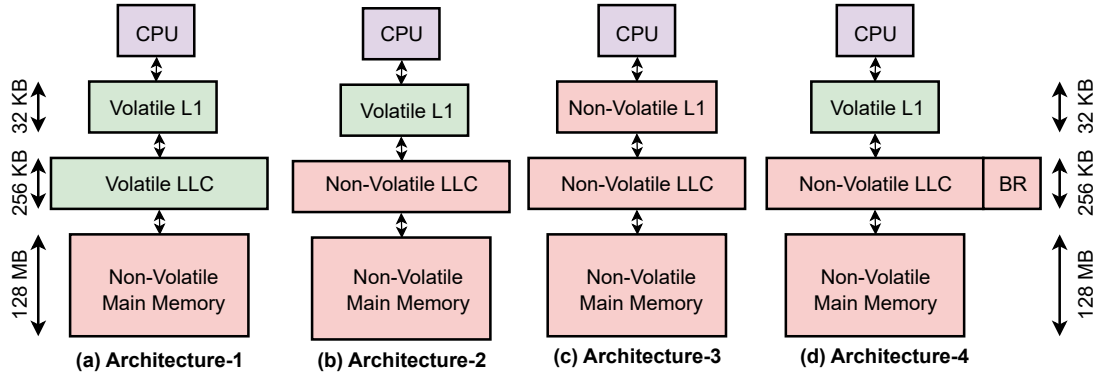 CPU
CPU
CPU
CPU
32 KB
Volatile L1
Volatile L1
Non-Volatile L1
Volatile L1
32 KB
256 KB
Volatile LLC
Non-Volatile LLC
Non-Volatile LLC
Non-Volatile LLC
BR
256 KB
128 MB
Non-Volatile
Main Memory
Non-Volatile
Main Memory
Non-Volatile
Main Memory
Non-Volatile
Main Memory
128 MB
(a) Architecture-1
(b) Architecture-2
(c) Architecture-3
(d) Architecture-4